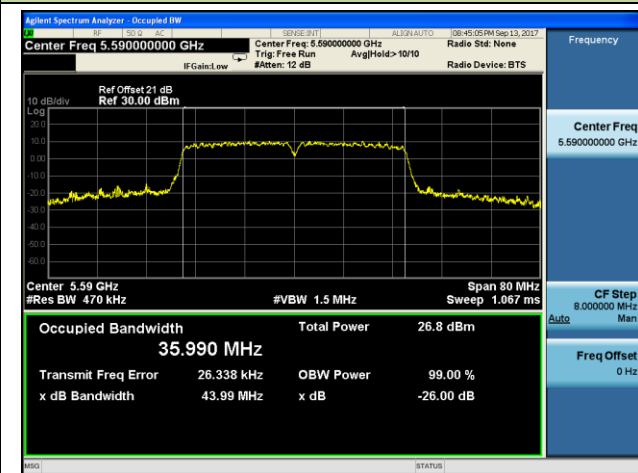 Agilent Spectrum Analyzer - Occupied BW
RF 50 Ω AC SENSE:INT ALIGN AUTO 08:45:05 PM Sep 13, 2017
Center Freq 5.590000000 GHz
Center Freq: 5.590000000 GHz
Radio Std: None
Trig: Free Run Avg|Hold:>10/10
IFGain:Low #Atten: 12 dB Radio Device: BTS
Frequency
Ref Offset 21 dB
10 dB/div Ref 30.00 dBm
Log
20.0
10.0
0.00
-10.0
-20.0
-30.0
-40.0
-50.0
-60.0
Center Freq
5.590000000 GHz
Center 5.59 GHz Span 80 MHz
#Res BW 470 kHz #VBW 1.5 MHz Sweep 1.067 ms
CF Step
8.000000 MHz
Auto Man
Occupied Bandwidth Total Power 26.8 dBm
35.990 MHz
Transmit Freq Error 26.338 kHz OBW Power 99.00 %
x dB Bandwidth 43.99 MHz x dB -26.00 dB
Freq Offset
0 Hz
MSG STATUS